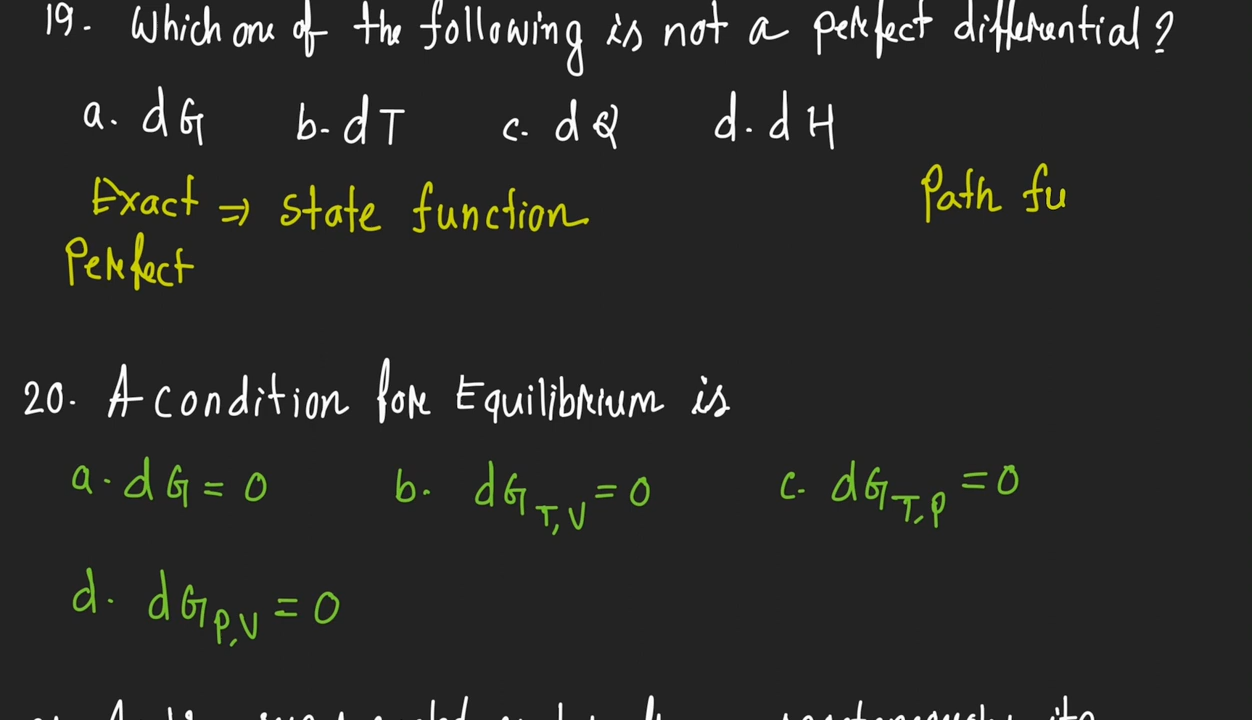 19. Which one of the following is not a perfect differential?
a. dG b. dT c. dQ d. dH
Exact ⇒ state function Path fu
Perfect
20. A condition for Equilibrium is
a. dG = 0 b. dG_T,V = 0 c. dG_T,P = 0
d. dG_P,V = 0